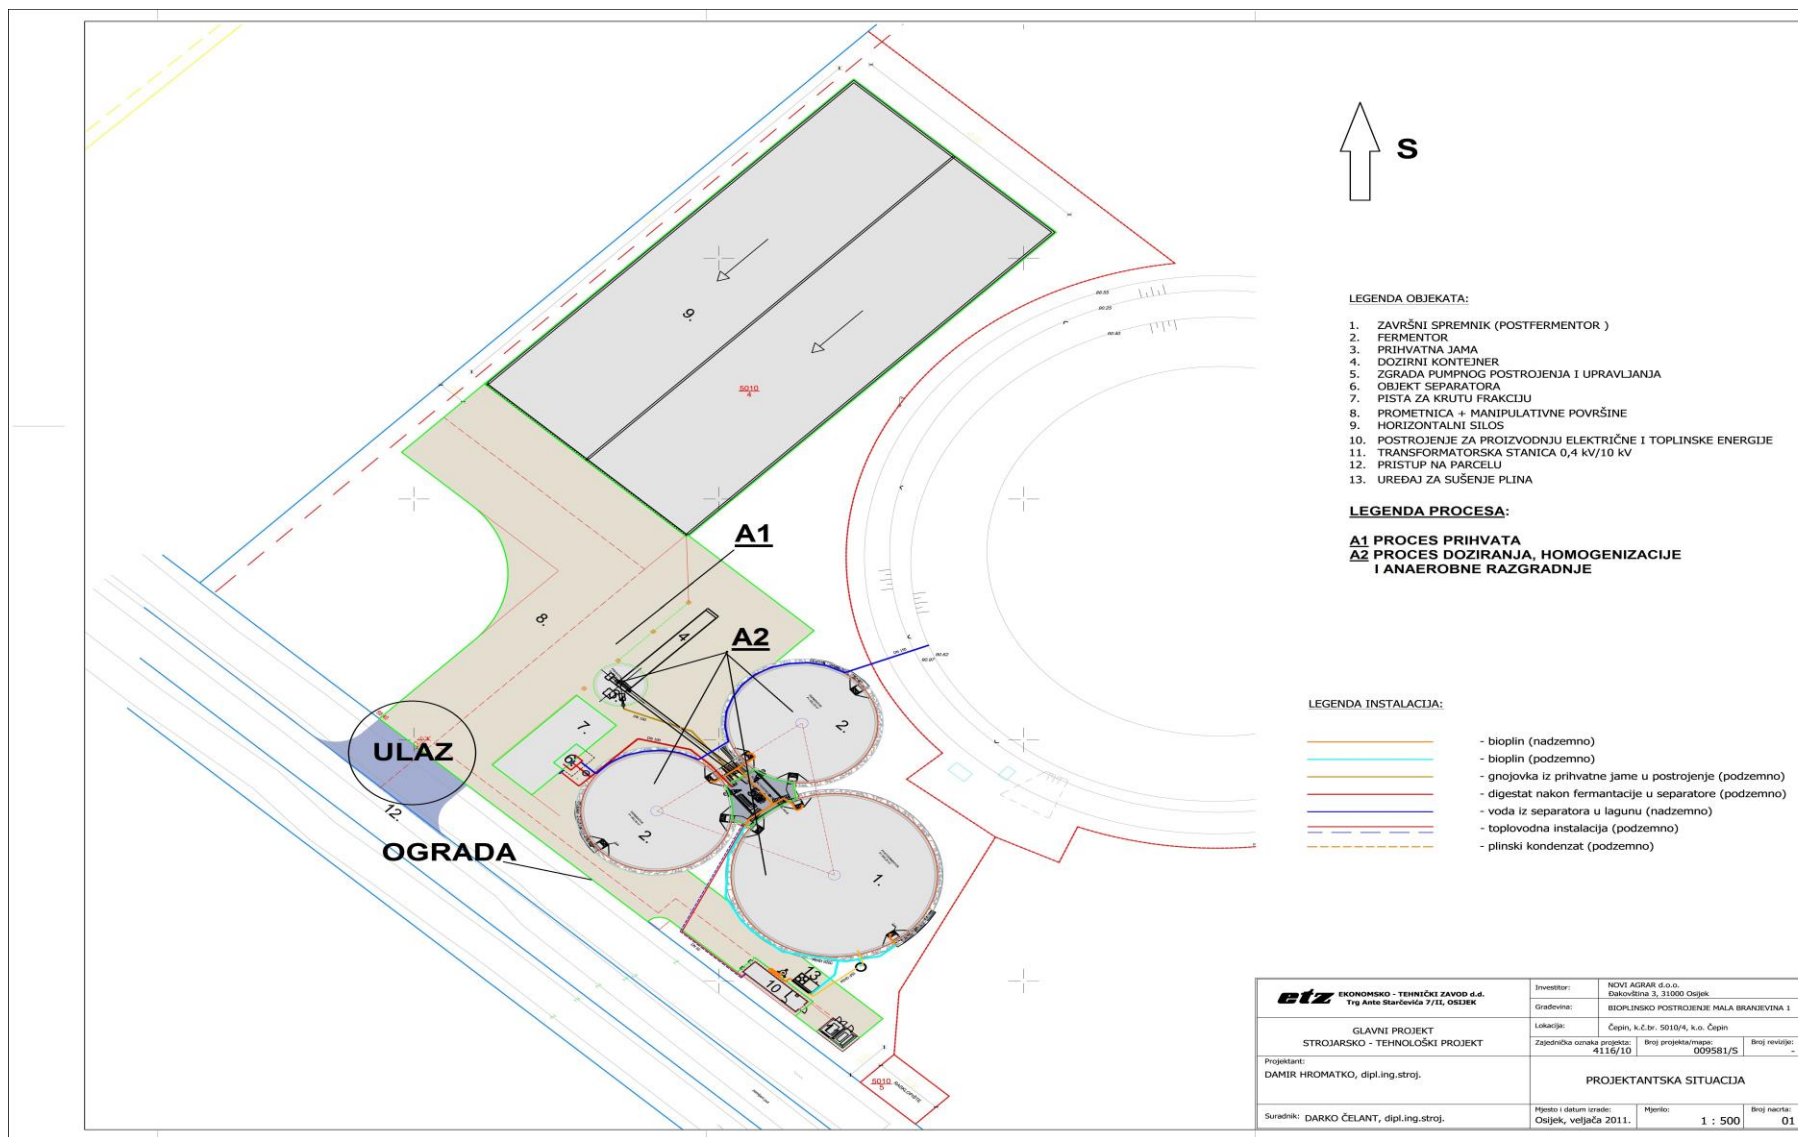 S
LEGENDA OBJEKATA:
1. ZAVRŠNI SPREMNIK (POSTFERMENTOR )
2. FERMENTOR
3. PRIHVATNA JAMA
4. DOZIRNI KONTEJNER
5. ZGRADA PUMPNOG POSTROJENJA I UPRAVLJANJA
6. OBJEKT SEPARATORA
7. PISTA ZA KRUTU FRAKCIJU
8. PROMETNICA + MANIPULATIVNE POVRŠINE
9. HORIZONTALNI SILOS
10. POSTROJENJE ZA PROIZVODNJU ELEKTRIČNE I TOPLINSKE ENERGIJE
11. TRANSFORMATORSKA STANICA 0,4 kV/10 kV
12. PRISTUP NA PARCELU
13. UREĐAJ ZA SUŠENJE PLINA
LEGENDA PROCESA:
A1 PROCES PRIHVATA
A2 PROCES DOZIRANJA, HOMOGENIZACIJE
I ANAEROBNE RAZGRADNJE
9.
5010
4
A1
8.
4
A2
7.
2.
6
ULAZ
12.
2.
OGRADA
1.
13
10
11
5010
LEGENDA INSTALACIJA:
- bioplin (nadzemno)
- bioplin (podzemno)
- gnojovka iz prihvatne jame u postrojenje (podzemno)
- digestat nakon fermantacije u separatore (podzemno)
- voda iz separatora u lagunu (nadzemno)
- toplovodna instalacija (podzemno)
- plinski kondenzat (podzemno)
etz EKONOMSKO - TEHNIČKI ZAVOD d.d.
Trg Ante Starčevića 7/II, OSIJEK
Investitor: NOVI AGRAR d.o.o.
Đakovština 3, 31000 Osijek
Građevina: BIOPLINSKO POSTROJENJE MALA BRANJEVINA 1
GLAVNI PROJEKT
STROJARSKO - TEHNOLOŠKI PROJEKT
Lokacija: Čepin, k.č.br. 5010/4, k.o. Čepin
Zajednička oznaka projekta: 4116/10
Broj projekta/mapa: 009581/S
Broj revizije: -
Projektant:
DAMIR HROMATKO, dipl.ing.stroj.
PROJEKTANTSKA SITUACIJA
Suradnik: DARKO ČELANT, dipl.ing.stroj.
Mjesto i datum izrade: Osijek, veljača 2011.
Mjerilo: 1 : 500
Broj nacrta: 01